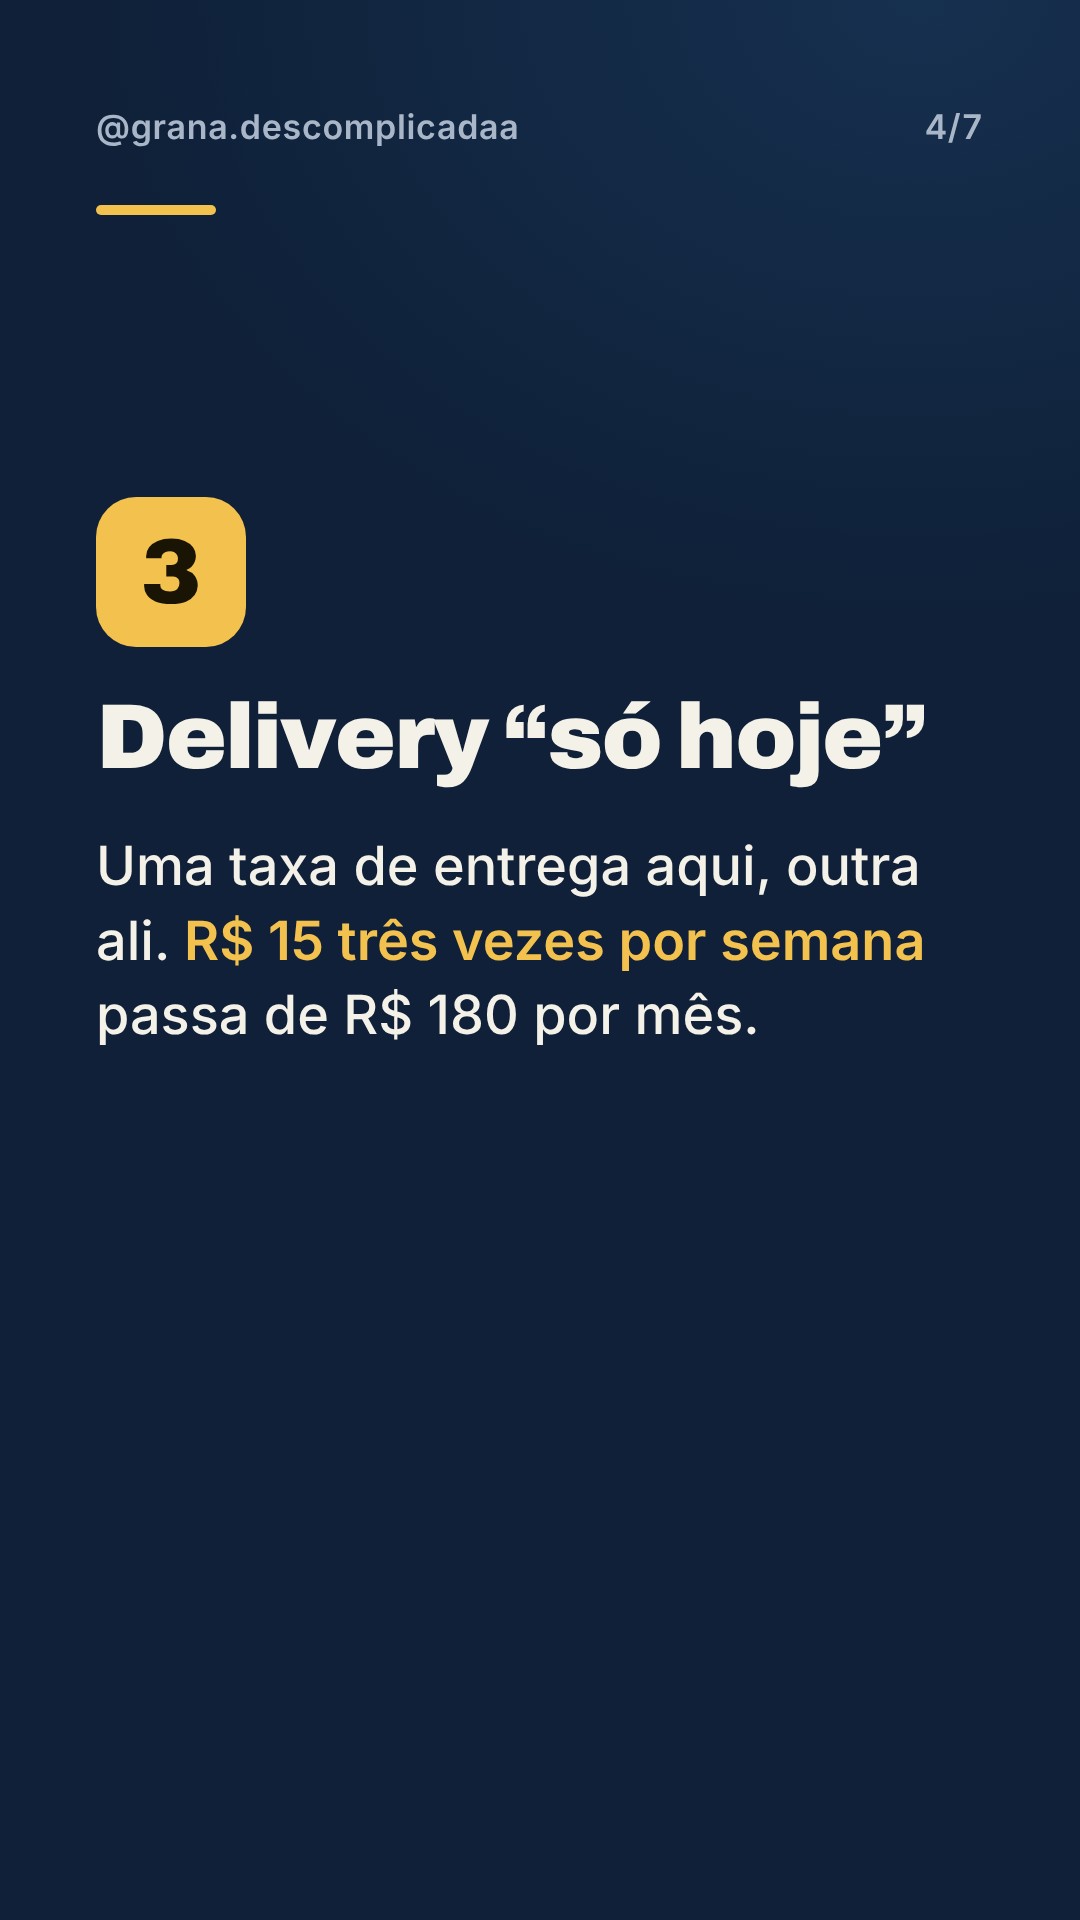 @grana.descomplicadaa
4/7
3
Delivery “só hoje”
Uma taxa de entrega aqui, outra
ali. R$ 15 três vezes por semana
passa de R$ 180 por mês.